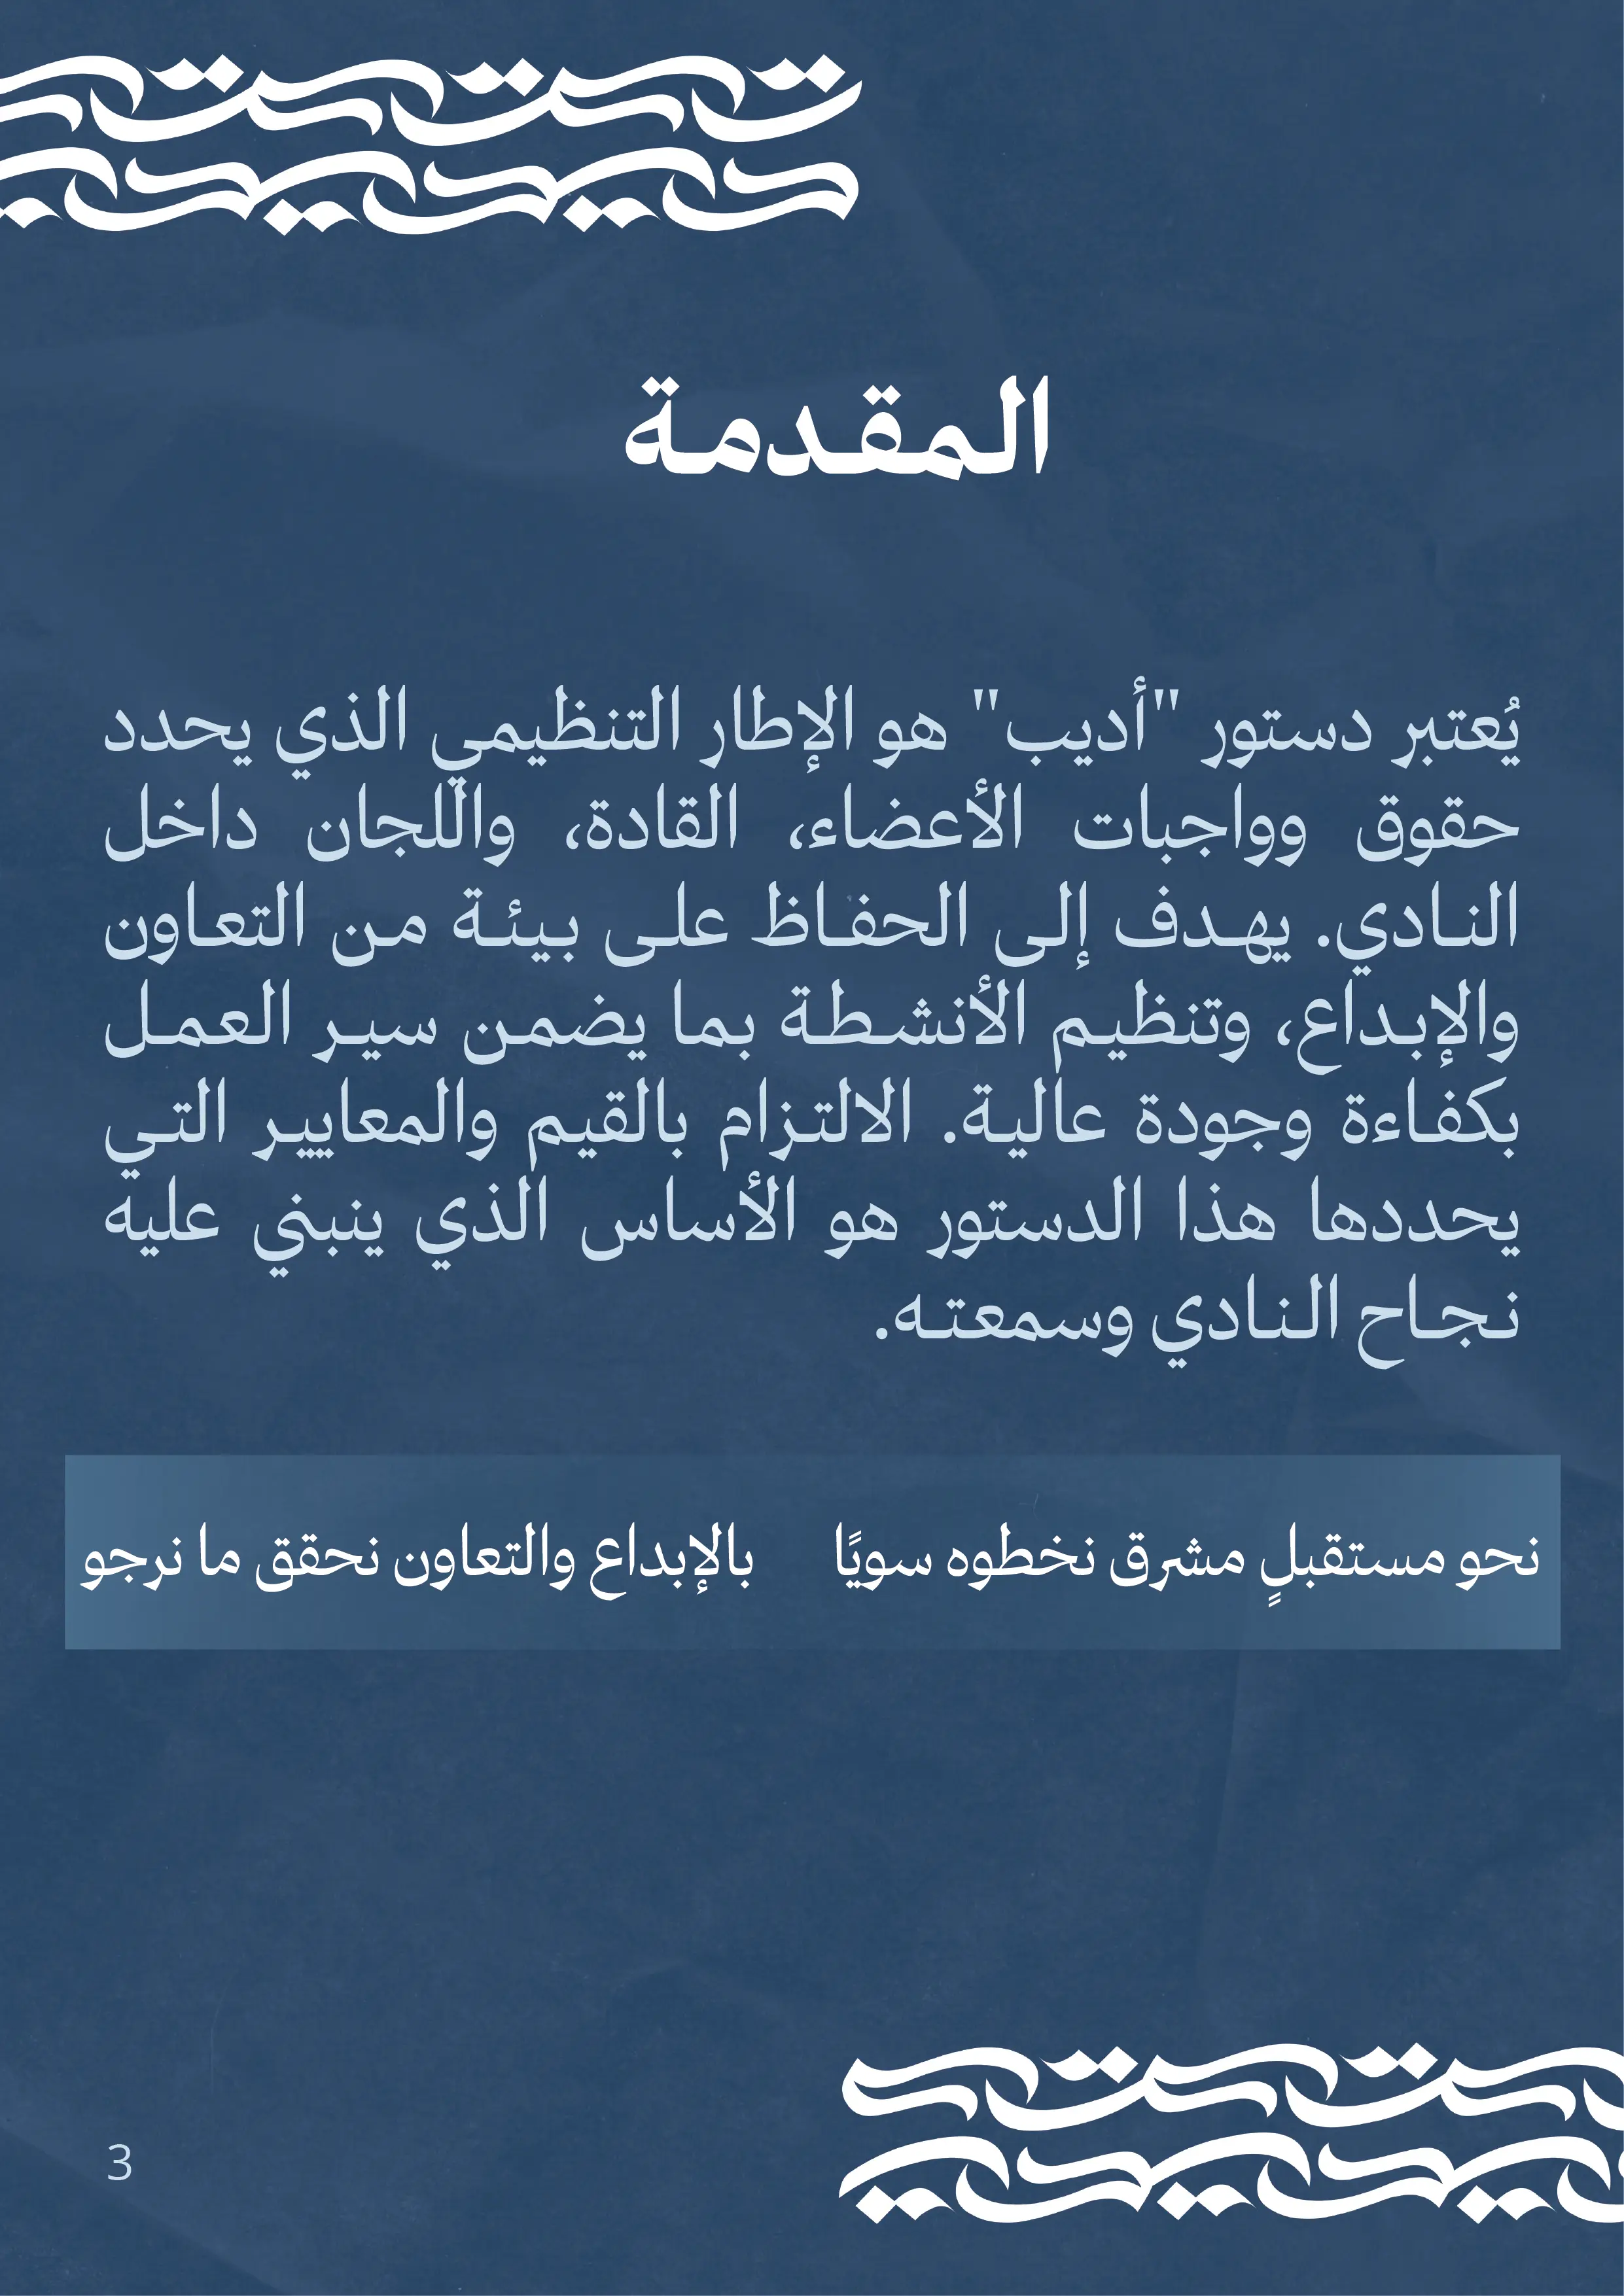 المقدمة
يُعتبر دستور "أديب" هو الإطار التنظيمي الذي يحدد
حقوق وواجبات الأعضاء، القادة، واللجان داخل
النادي. يهدف إلى الحفاظ على بيئة من التعاون
والإبداع، وتنظيم الأنشطة بما يضمن سير العمل
بكفاءة وجودة عالية. الالتزام بالقيم والمعايير التي
يحددها هذا الدستور هو الأساس الذي ينبني عليه
نجاح النادي وسمعته.
نحو مستقبلٍ مشرق نخطوه سويًا بالإبداع والتعاون نحقق ما نرجو
3